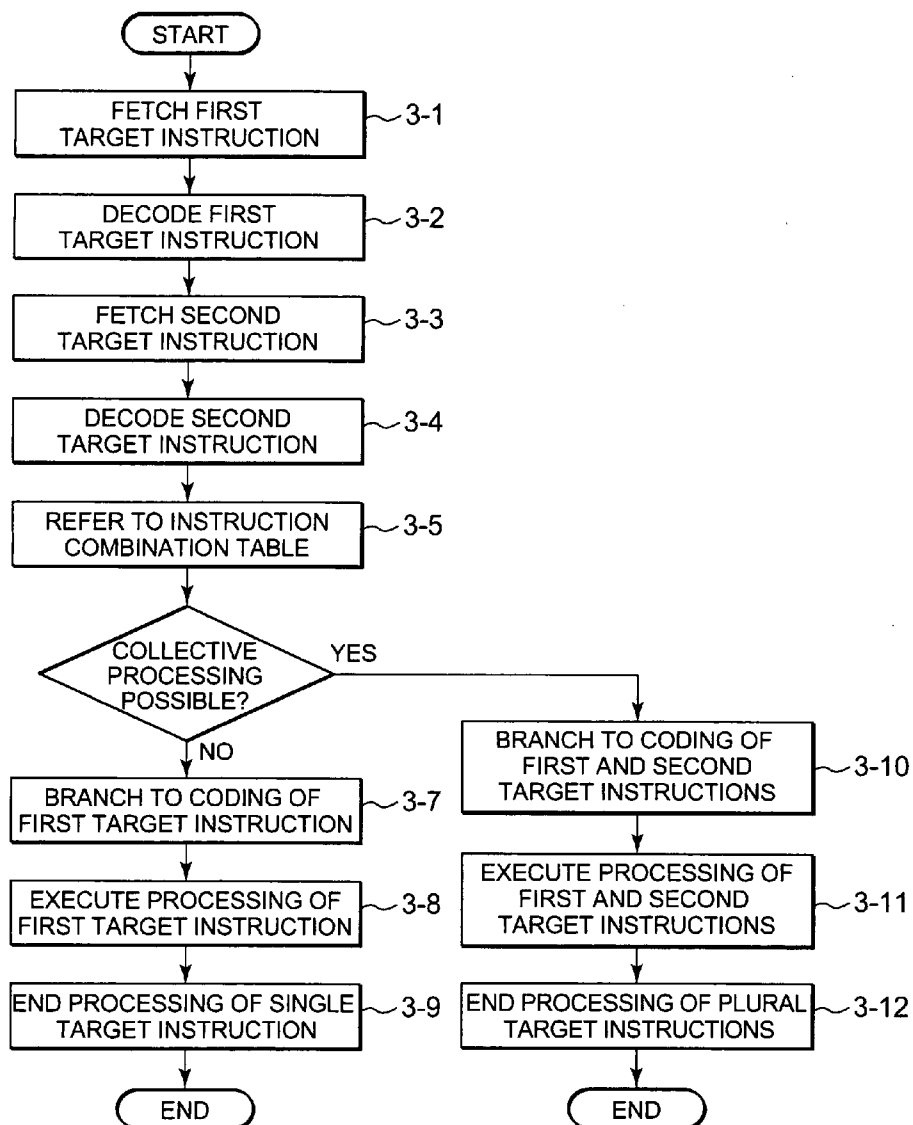 START
FETCH FIRST
TARGET INSTRUCTION
3-1
DECODE FIRST
TARGET INSTRUCTION
3-2
FETCH SECOND
TARGET INSTRUCTION
3-3
DECODE SECOND
TARGET INSTRUCTION
3-4
REFER TO INSTRUCTION
COMBINATION TABLE
3-5
COLLECTIVE
PROCESSING
POSSIBLE?
YES
NO
BRANCH TO CODING OF
FIRST TARGET INSTRUCTION
3-7
EXECUTE PROCESSING OF
FIRST TARGET INSTRUCTION
3-8
END PROCESSING OF SINGLE
TARGET INSTRUCTION
3-9
END
BRANCH TO CODING OF
FIRST AND SECOND
TARGET INSTRUCTIONS
3-10
EXECUTE PROCESSING OF
FIRST AND SECOND
TARGET INSTRUCTIONS
3-11
END PROCESSING OF PLURAL
TARGET INSTRUCTIONS
3-12
END